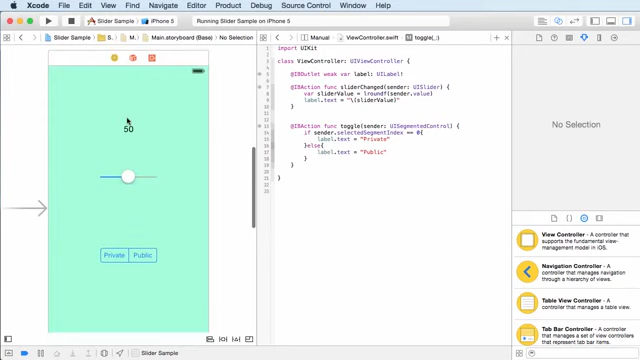 Xcode File Edit View Find Navigate Editor Product Debug Source Control Window Help
Slider Sample iPhone 5
Running Slider Sample on iPhone 5
Slider Sample S... M... Main.storyboard (Base) No Selection
Manual ViewController.swift toggle(_:)
import UIKit
class ViewController: UIViewController {
@IBOutlet weak var label: UILabel!
@IBAction func sliderChanged(sender: UISlider) {
var sliderValue = lroundf(sender.value)
label.text = "\(sliderValue)"
}
@IBAction func toggle(sender: UISegmentedControl) {
if sender.selectedSegmentIndex == 0{
label.text = "Private"
}else{
label.text = "Public"
}
}
}
50
Private Public
No Selection
View Controller - A
controller that supports the
fundamental view-
management model in iOS.
Navigation Controller - A
controller that manages navigation
through a hierarchy of views.
Table View Controller - A
controller that manages a table view.
Tab Bar Controller - A
controller that manages a set of view
controllers that represent tab bar items.
Slider Sample